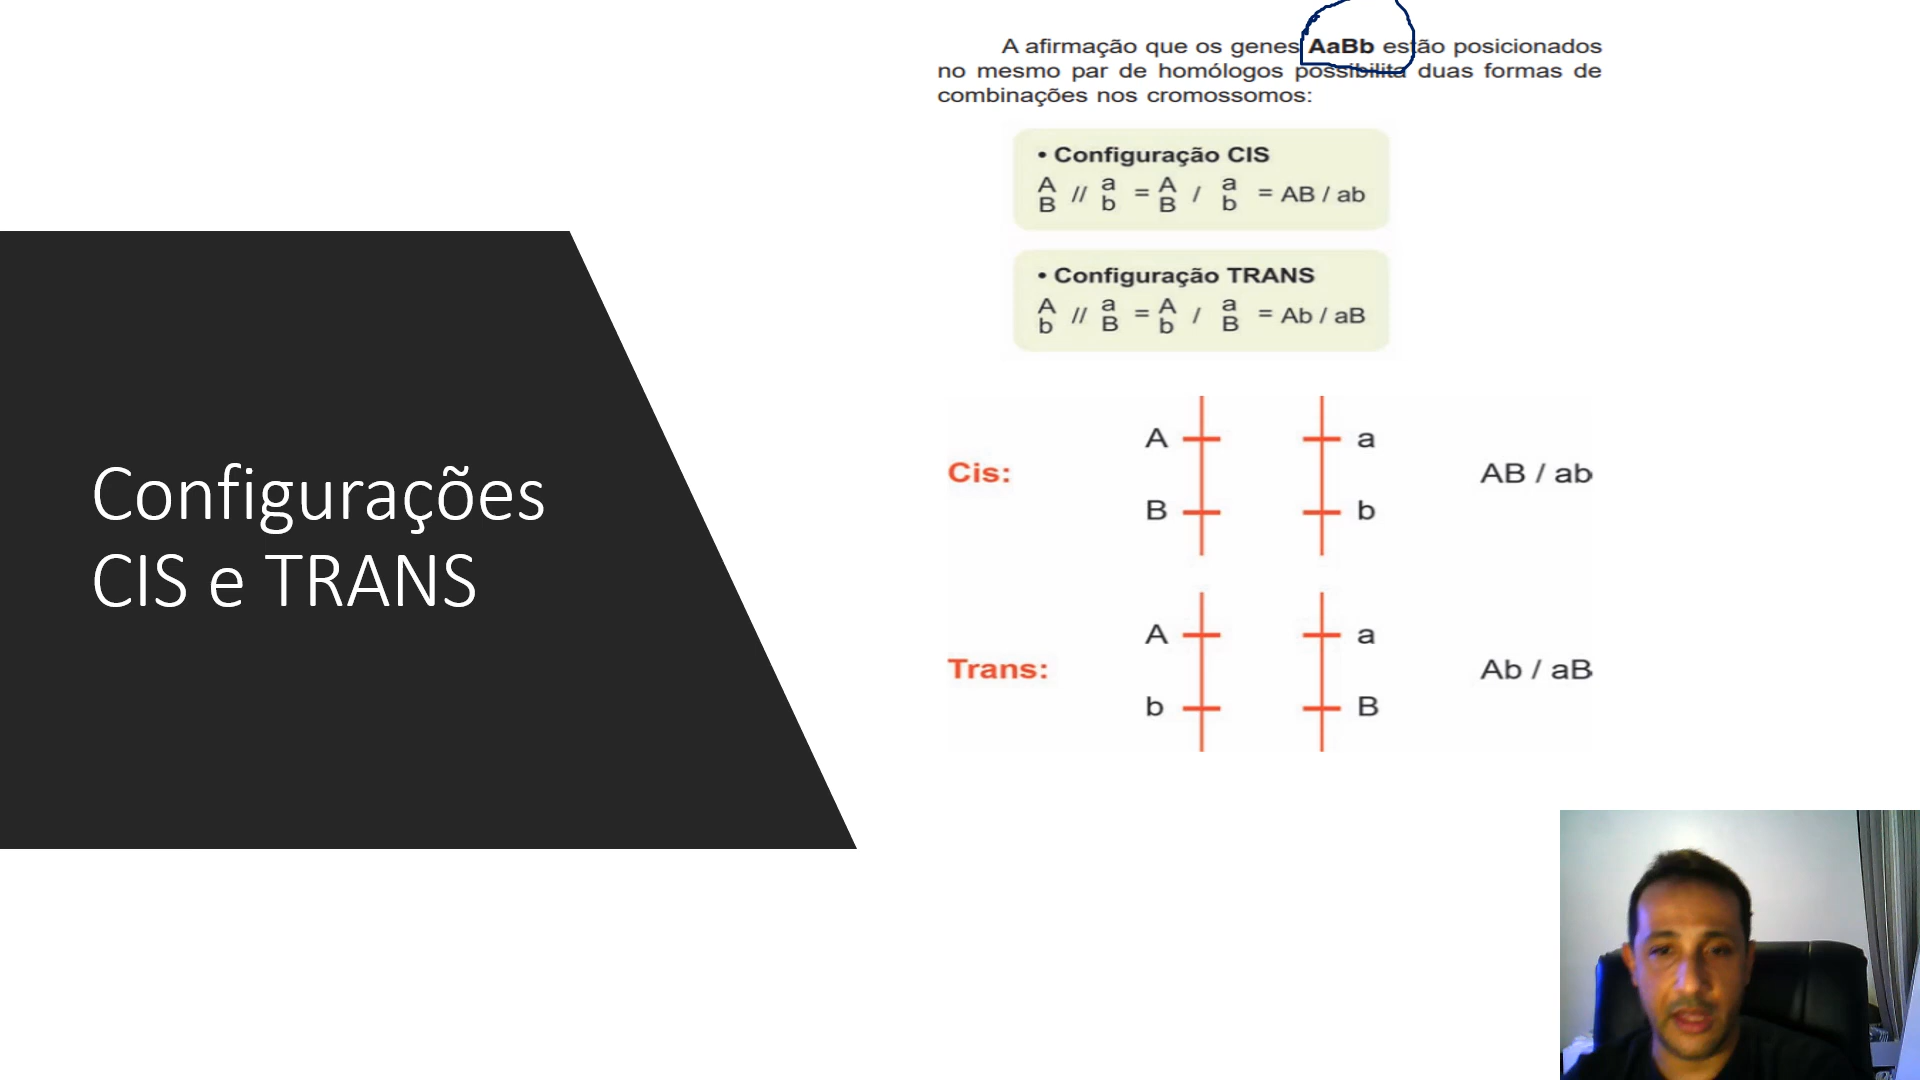 Configurações
CIS e TRANS
A afirmação que os genes AaBb estão posicionados
no mesmo par de homólogos possibilita duas formas de
combinações nos cromossomos:
• Configuração CIS
A // a = A / a = AB / ab
B b B b
• Configuração TRANS
A // a = A / a = Ab / aB
b B b B
A a
Cis: AB / ab
B b
A a
Trans: Ab / aB
b B